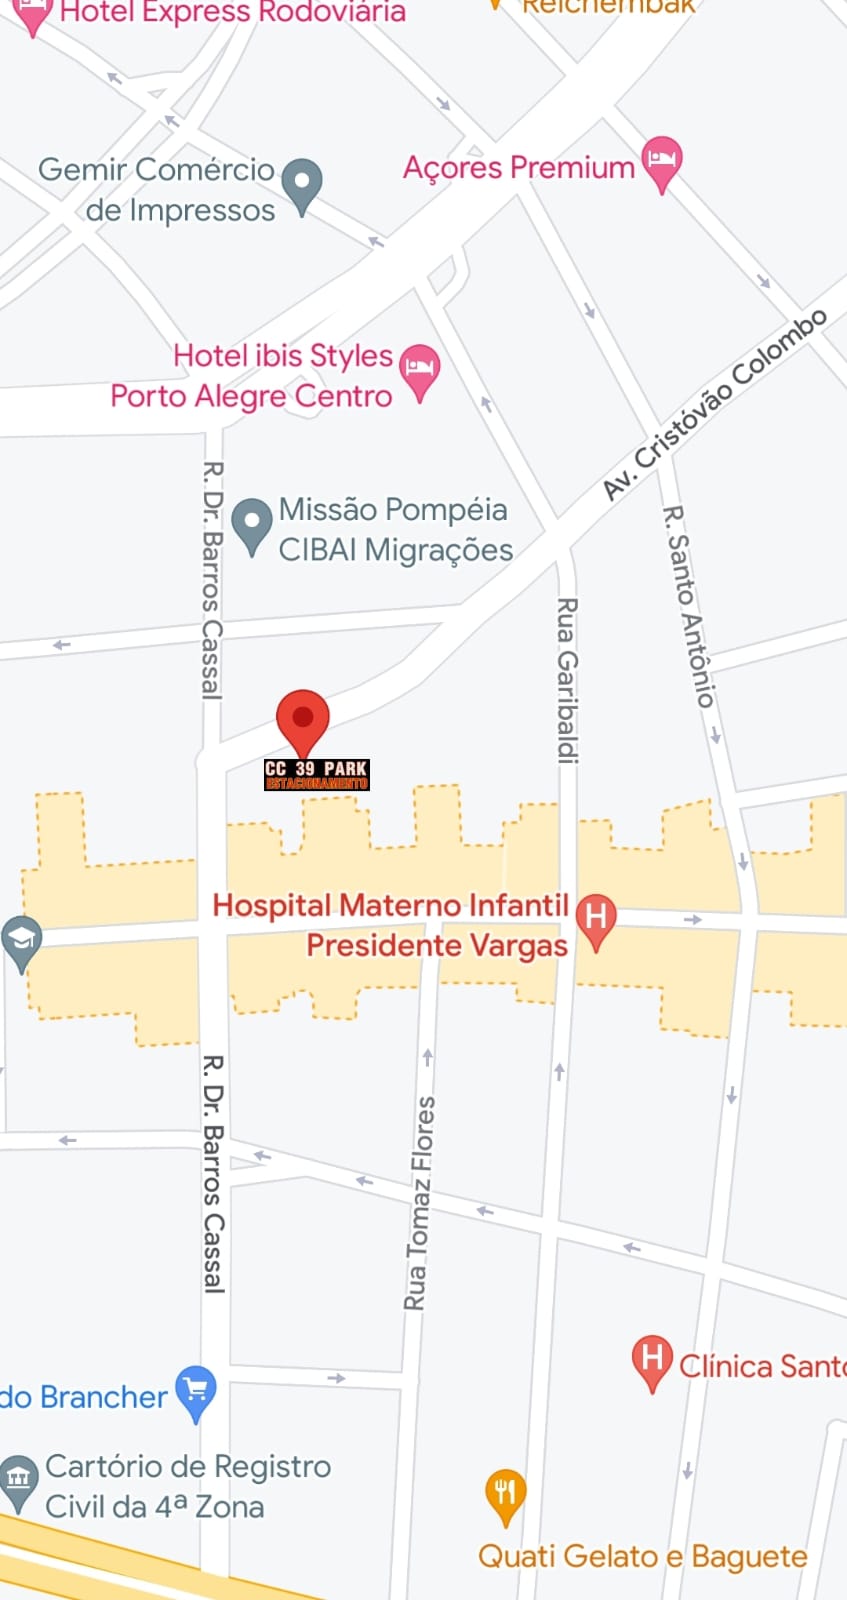 Hotel Express Rodoviária
Reichembak
Gemir Comércio
de Impressos
Açores Premium
Hotel ibis Styles
Porto Alegre Centro
Av. Cristóvão Colombo
R. Dr. Barros Cassal
Missão Pompéia
CIBAI Migrações
R. Santo Antônio
Rua Garibaldi
CC 39 PARK
ESTACIONAMENTO
Hospital Materno Infantil
Presidente Vargas
H
R. Dr. Barros Cassal
Rua Tomaz Flores
H
Clínica Santo
do Brancher
Cartório de Registro
Civil da 4ª Zona
Quati Gelato e Baguete